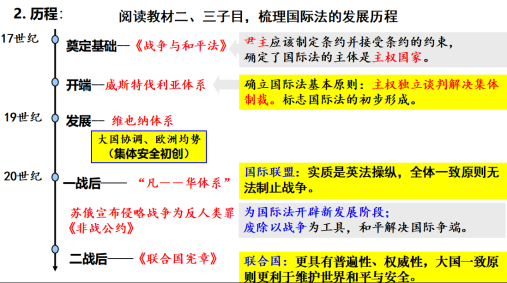 2. 历程：
阅读教材二、三子目，梳理国际法的发展历程
17世纪
奠定基础—《战争与和平法》
君主应该制定条约并接受条约的约束，
确定了国际法的主体是主权国家。
开端—威斯特伐利亚体系
确立国际法基本原则：主权独立谈判解决集体
制裁。标志国际法的初步形成。
19世纪
发展— 维也纳体系
大国协调、欧洲均势
（集体安全初创）
20世纪
一战后— “凡－－华体系”
国际联盟：实质是英法操纵，全体一致原则无
法制止战争。
苏俄宣布侵略战争为反人类罪
《非战公约》
为国际法开辟新发展阶段；
废除以战争为工具，和平解决国际争端。
二战后—《联合国宪章》
联合国：更具有普遍性、权威性，大国一致原
则更利于维护世界和平与安全。